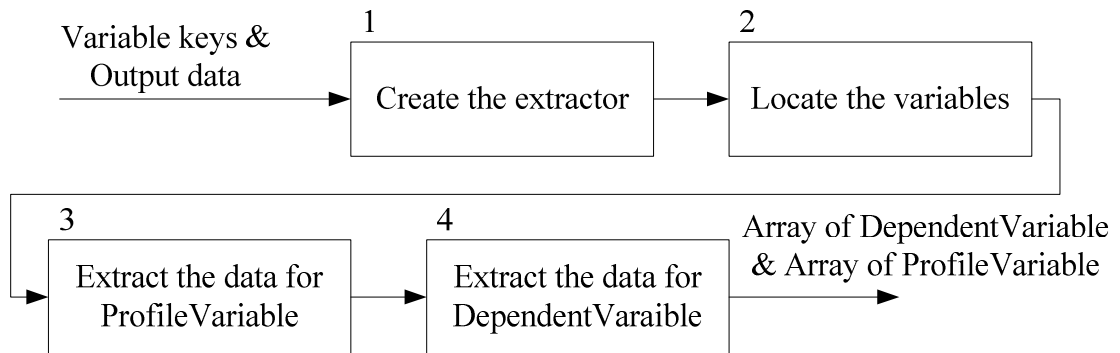 Variable keys &
Output data
1
Create the extractor
2
Locate the variables
3
Extract the data for
ProfileVariable
4
Extract the data for
DependentVaraible
Array of DependentVariable
& Array of ProfileVariable